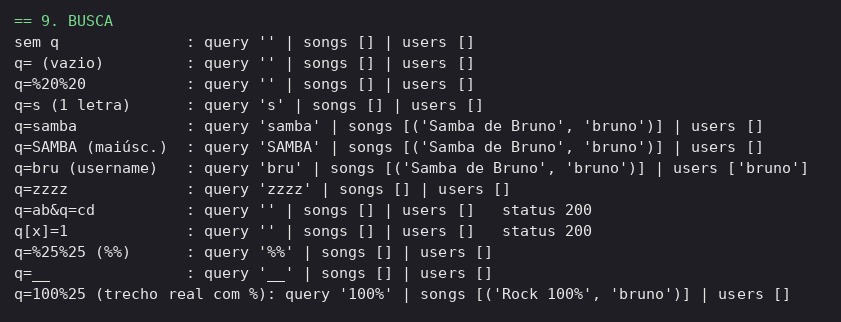 == 9. BUSCA
sem q              : query '' | songs [] | users []
q= (vazio)         : query '' | songs [] | users []
q=%20%20           : query '' | songs [] | users []
q=s (1 letra)      : query 's' | songs [] | users []
q=samba            : query 'samba' | songs [('Samba de Bruno', 'bruno')] | users []
q=SAMBA (maiúsc.)  : query 'SAMBA' | songs [('Samba de Bruno', 'bruno')] | users []
q=bru (username)   : query 'bru' | songs [('Samba de Bruno', 'bruno')] | users ['bruno']
q=zzzz             : query 'zzzz' | songs [] | users []
q=ab&q=cd          : query '' | songs [] | users []   status 200
q[x]=1             : query '' | songs [] | users []   status 200
q=%25%25 (%%)      : query '%%' | songs [] | users []
q=__               : query '__' | songs [] | users []
q=100%25 (trecho real com %): query '100%' | songs [('Rock 100%', 'bruno')] | users []